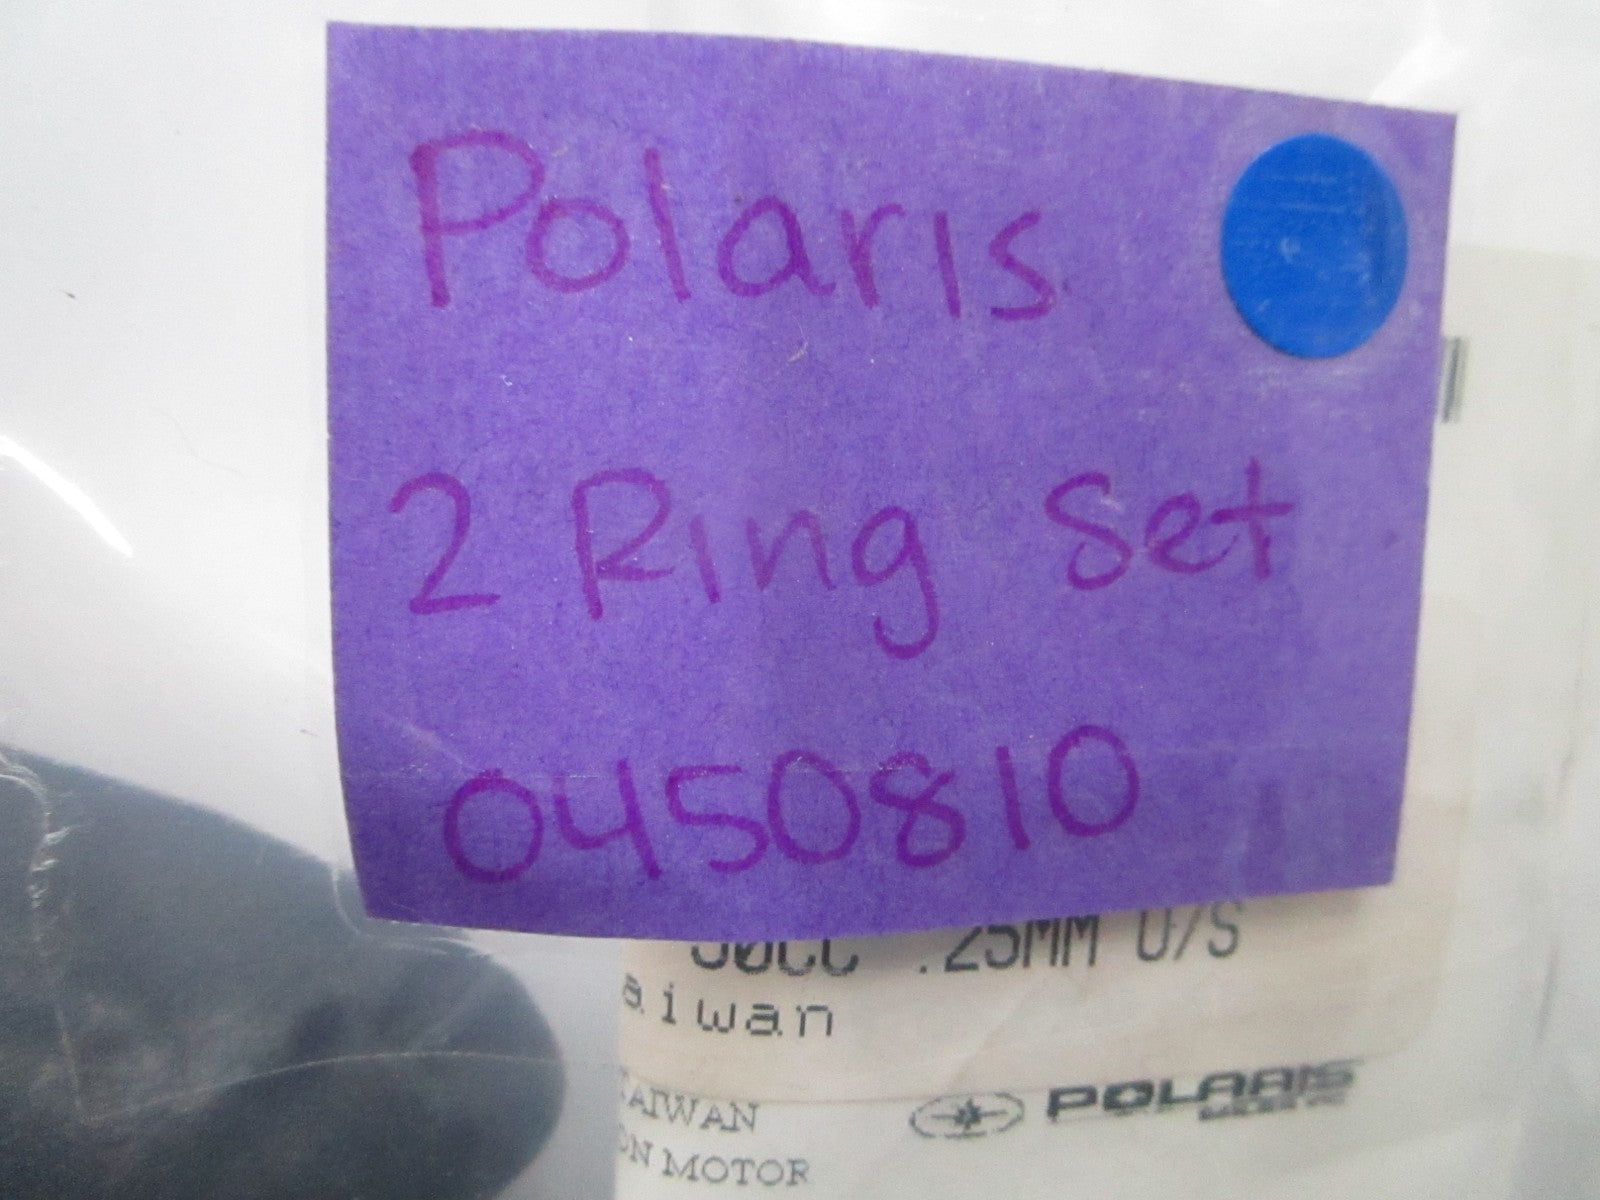 Polaris
2 Ring Set
0450810
.25MM O/S
aiwan
AIWAN
POLARIS
ON MOTOR